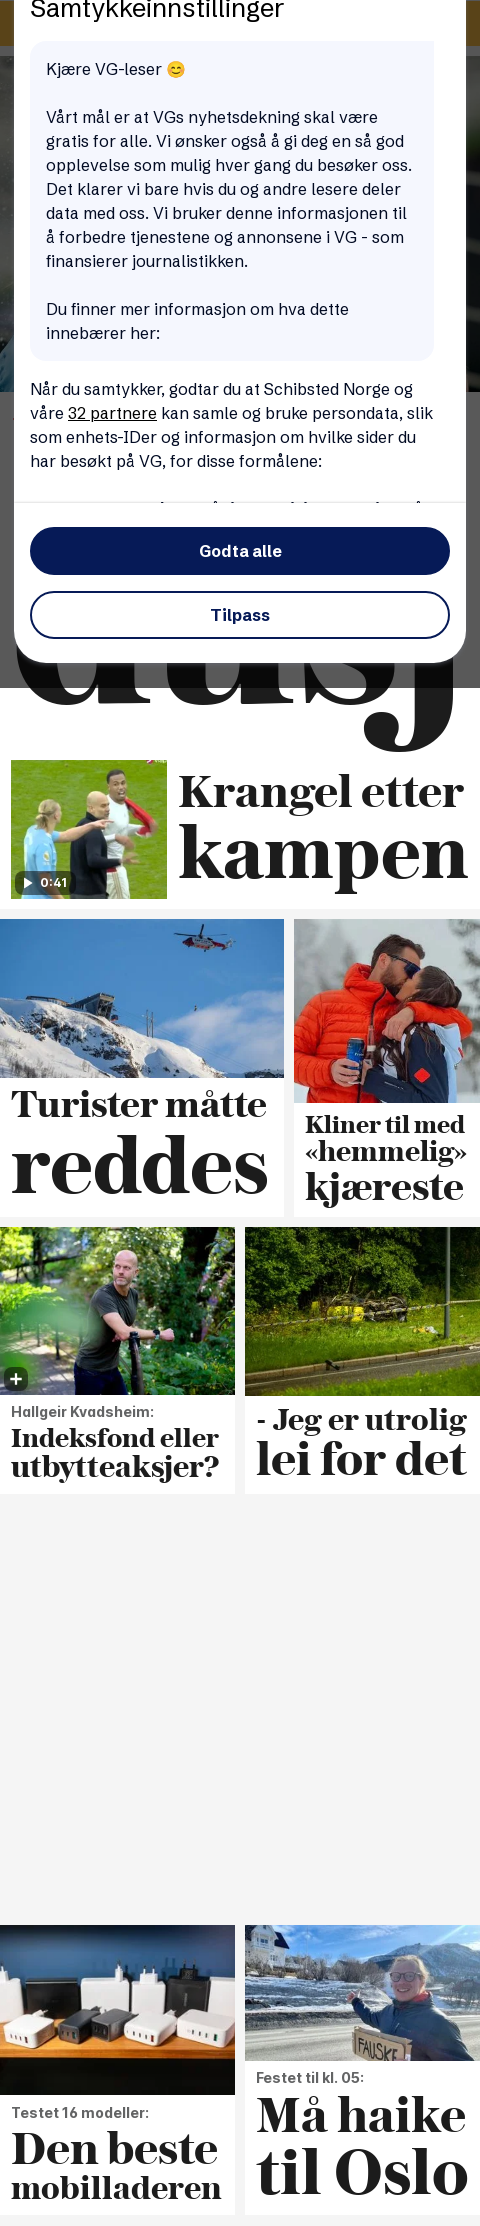 Samtykkeinnstillinger
Kjære VG-leser 😊
Vårt mål er at VGs nyhetsdekning skal være
gratis for alle. Vi ønsker også å gi deg en så god
opplevelse som mulig hver gang du besøker oss.
Det klarer vi bare hvis du og andre lesere deler
data med oss. Vi bruker denne informasjonen til
å forbedre tjenestene og annonsene i VG - som
finansierer journalistikken.
Du finner mer informasjon om hva dette
innebærer her:
Når du samtykker, godtar du at Schibsted Norge og
våre 32 partnere kan samle og bruke persondata, slik
som enhets-IDer og informasjon om hvilke sider du
har besøkt på VG, for disse formålene:
Godta alle
Tilpass
dusj
0:41
Krangel etter
kampen
Turister måtte
reddes
Kliner til med
«hemmelig»
kjæreste
Hallgeir Kvadsheim:
Indeksfond eller
utbytteaksjer?
- Jeg er utrolig
lei for det
Testet 16 modeller:
Den beste
mobilladeren
FAUSKE
Festet til kl. 05:
Må haike
til Oslo